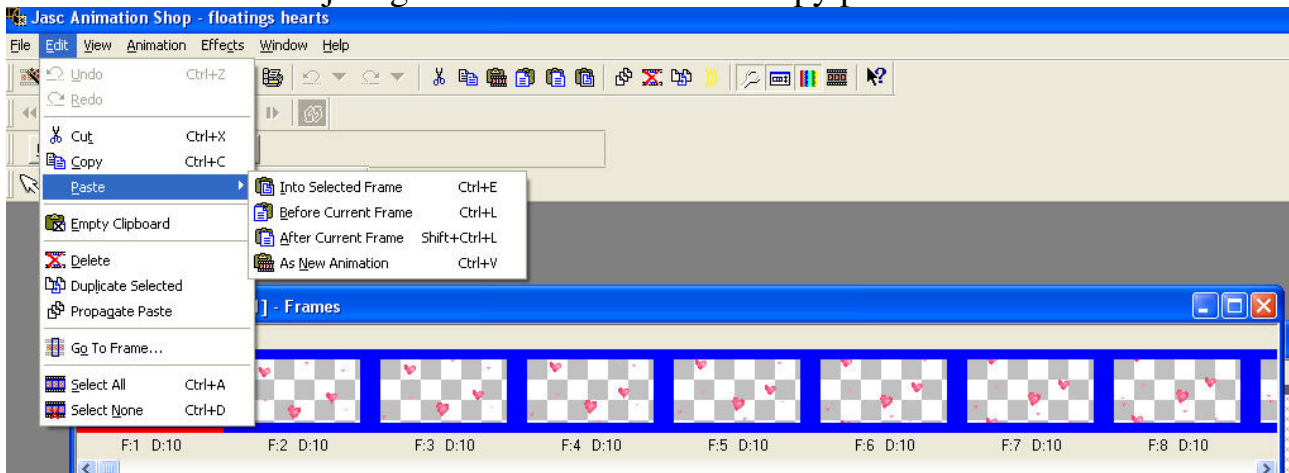 Jasc Animation Shop - floatings hearts
File Edit View Animation Effects Window Help
Undo Ctrl+Z
Redo
Cut Ctrl+X
Copy Ctrl+C
Paste
Into Selected Frame Ctrl+E
Before Current Frame Ctrl+L
After Current Frame Shift+Ctrl+L
As New Animation Ctrl+V
Empty Clipboard
Delete
Duplicate Selected
Propagate Paste
Go To Frame...
Select All Ctrl+A
Select None Ctrl+D
] - Frames
F:1 D:10 F:2 D:10 F:3 D:10 F:4 D:10 F:5 D:10 F:6 D:10 F:7 D:10 F:8 D:10